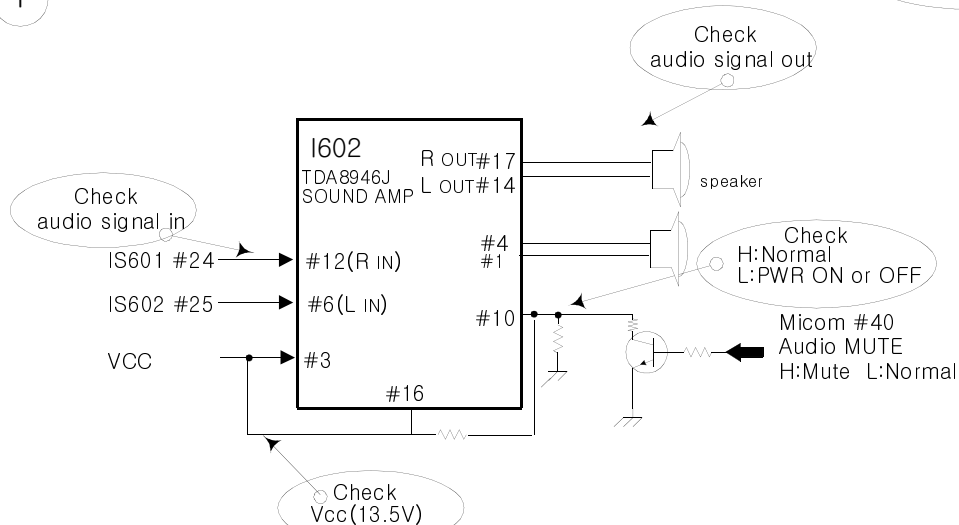 1
Check
audio signal out
I602
TDA8946J
SOUND AMP
R OUT#17
L OUT#14
speaker
Check
audio signal in
#4
#1
Check
H:Normal
L:PWR ON or OFF
IS601 #24
#12(R IN)
IS602 #25
#6(L IN)
#10
Micom #40
Audio MUTE
H:Mute L:Normal
VCC
#3
#16
Check
Vcc(13.5V)